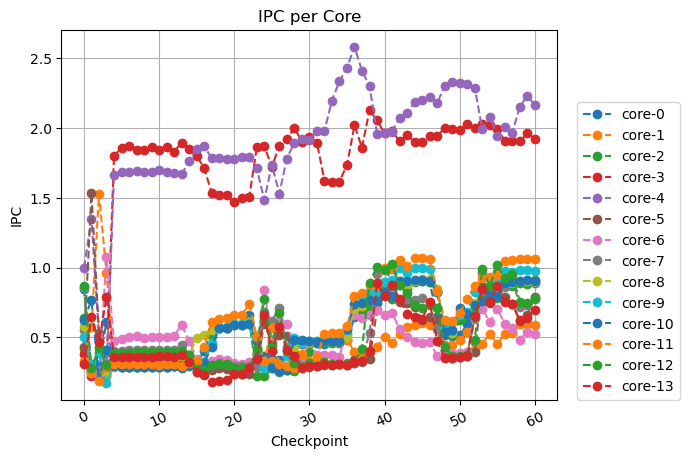 IPC per Core
IPC
2.5
2.0
1.5
1.0
0.5
0
10
20
30
40
50
60
Checkpoint
core-0
core-1
core-2
core-3
core-4
core-5
core-6
core-7
core-8
core-9
core-10
core-11
core-12
core-13